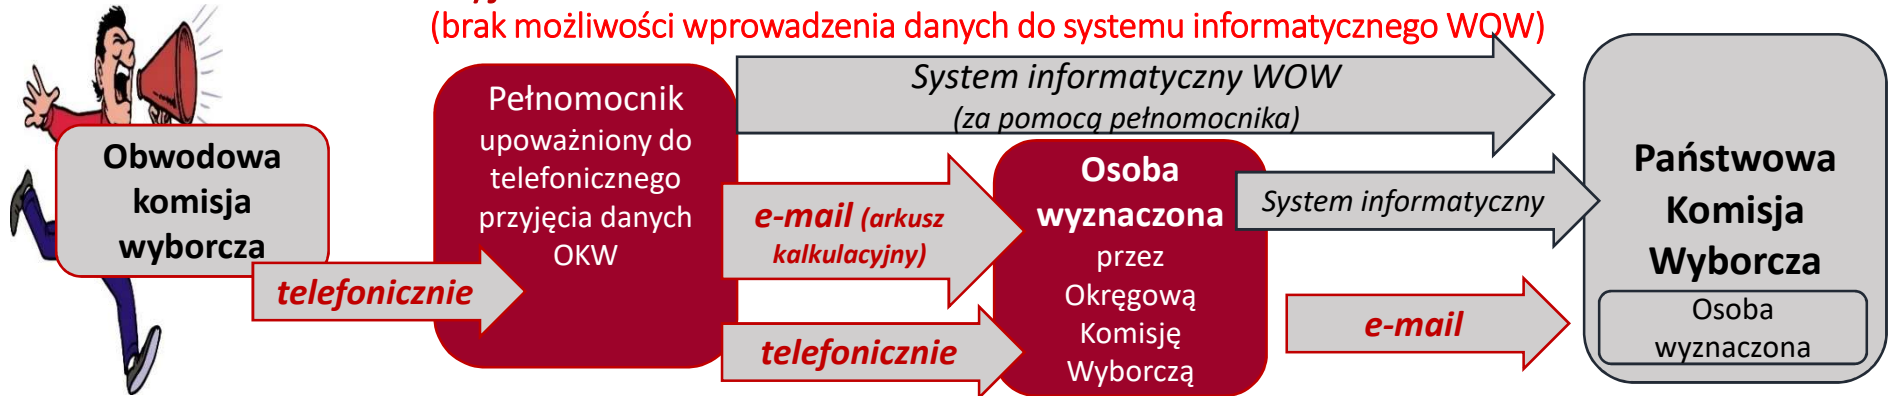 (brak możliwości wprowadzenia danych do systemu informatycznego WOW)
Obwodowa
komisja
wyborcza
telefonicznie
Pełnomocnik
upoważniony do
telefonicznego
przyjęcia danych
OKW
System informatyczny WOW
(za pomocą pełnomocnika)
e-mail (arkusz
kalkulacyjny)
telefonicznie
Osoba
wyznaczona
przez
Okręgową
Komisję
Wyborczą
System informatyczny
e-mail
Państwowa
Komisja
Wyborcza
Osoba
wyznaczona